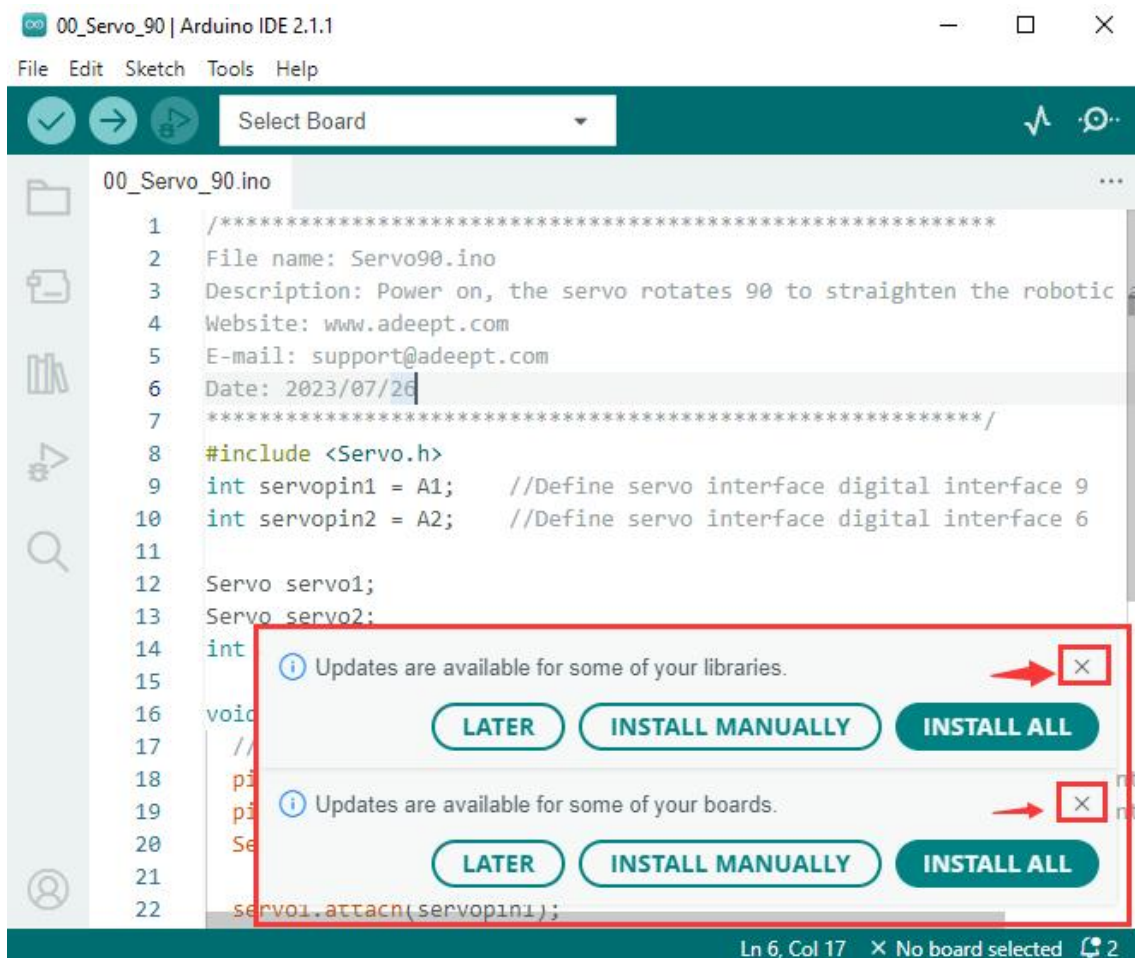 00_Servo_90 | Arduino IDE 2.1.1
File Edit Sketch Tools Help
Select Board
00_Servo_90.ino
1 /***********************************************************
2 File name: Servo90.ino
3 Description: Power on, the servo rotates 90 to straighten the robotic
4 Website: www.adeept.com
5 E-mail: support@adeept.com
6 Date: 2023/07/26
7 ***********************************************************/
8 #include <Servo.h>
9 int servopin1 = A1; //Define servo interface digital interface 9
10 int servopin2 = A2; //Define servo interface digital interface 6
11
12 Servo servo1;
13 Servo servo2;
14 int
15
Updates are available for some of your libraries.
16 void
LATER INSTALL MANUALLY INSTALL ALL
17 //
18 pi
19 pi
Updates are available for some of your boards.
20 Se
LATER INSTALL MANUALLY INSTALL ALL
21
22 servo1.attach(servopin1);
Ln 6, Col 17 × No board selected 2